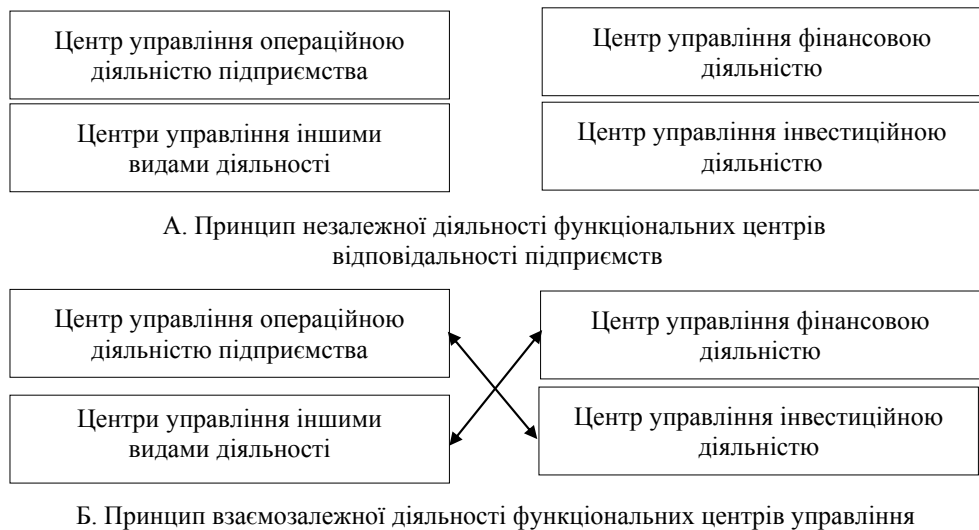 Центр управління операційною
діяльністю підприємства
Центр управління фінансовою
діяльністю
Центри управління іншими
видами діяльності
Центр управління інвестиційною
діяльністю
А. Принцип незалежної діяльності функціональних центрів
відповідальності підприємств
Центр управління операційною
діяльністю підприємства
Центр управління фінансовою
діяльністю
Центри управління іншими
видами діяльності
Центр управління інвестиційною
діяльністю
Б. Принцип взаємозалежної діяльності функціональних центрів управління